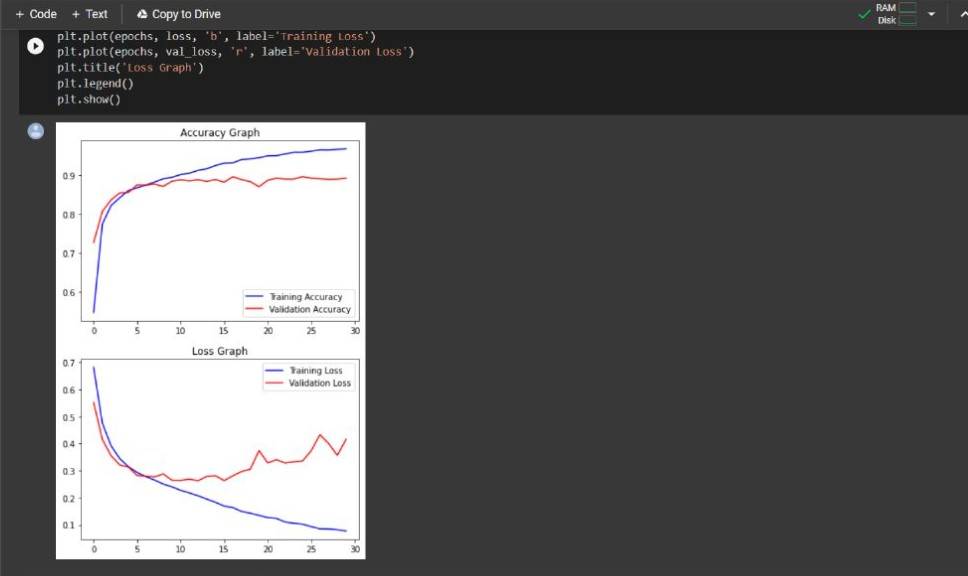 + Code + Text Copy to Drive
RAM
Disk
plt.plot(epochs, loss, 'b', label='Training Loss')
plt.plot(epochs, val_loss, 'r', label='Validation Loss')
plt.title('Loss Graph')
plt.legend()
plt.show()
Accuracy Graph
0.9
0.8
0.7
0.6
Training Accuracy
Validation Accuracy
0 5 10 15 20 25 30
Loss Graph
0.7
Training Loss
Validation Loss
0.6
0.5
0.4
0.3
0.2
0.1
0 5 10 15 20 25 30